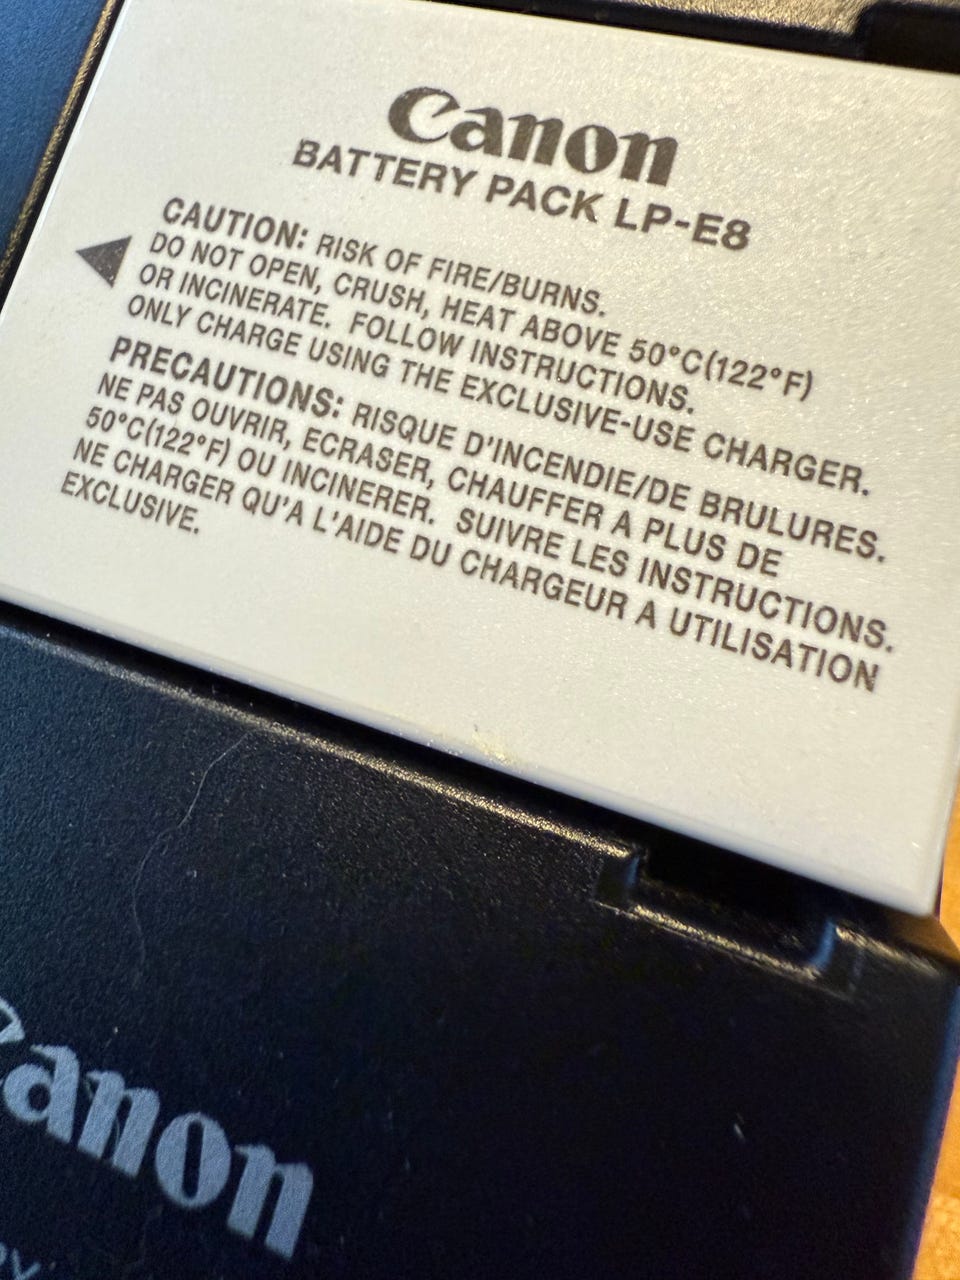 Canon
BATTERY PACK LP-E8
CAUTION: RISK OF FIRE/BURNS.
DO NOT OPEN, CRUSH, HEAT ABOVE 50°C(122°F)
OR INCINERATE. FOLLOW INSTRUCTIONS.
ONLY CHARGE USING THE EXCLUSIVE-USE CHARGER.
PRECAUTIONS: RISQUE D'INCENDIE/DE BRULURES.
NE PAS OUVRIR, ECRASER, CHAUFFER A PLUS DE
50°C(122°F) OU INCINERER. SUIVRE LES INSTRUCTIONS.
NE CHARGER QU'A L'AIDE DU CHARGEUR A UTILISATION
EXCLUSIVE.
Canon